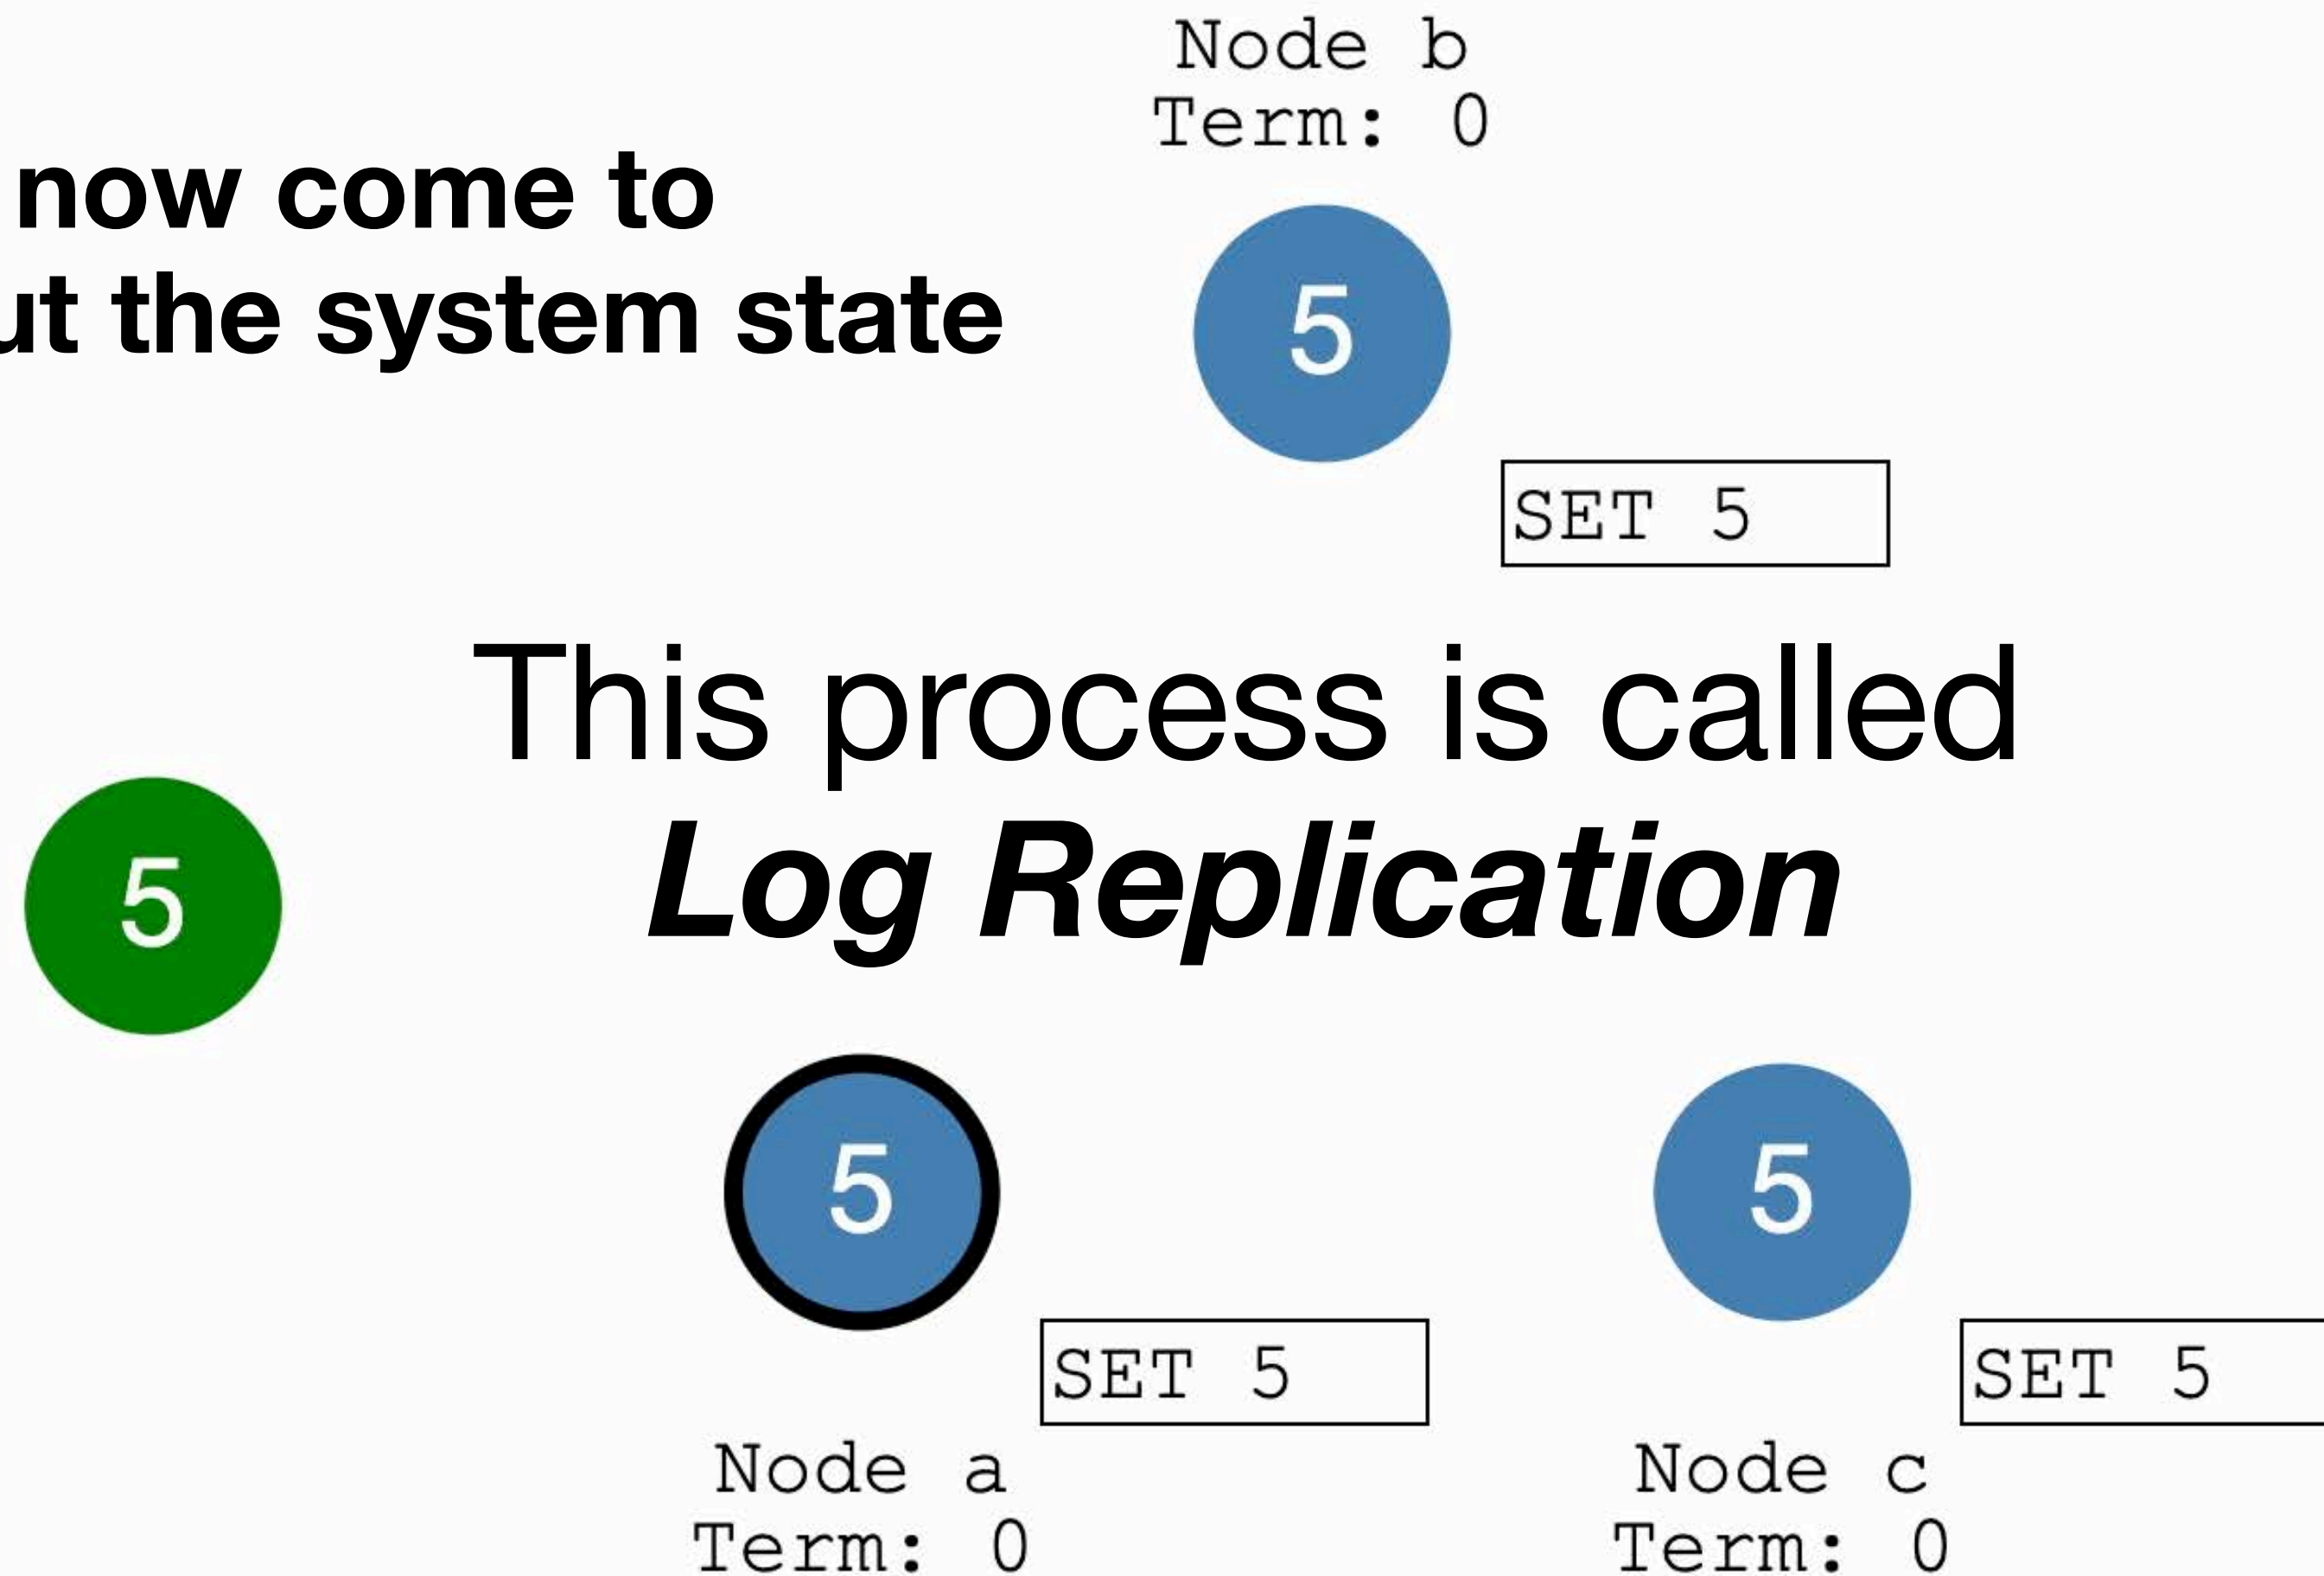 Node b
Term: 0
now come to
the system state
5
SET 5
This process is called
Log Replication
5
5
5
SET 5
SET 5
Node a
Node c
Term: 0
Term: 0